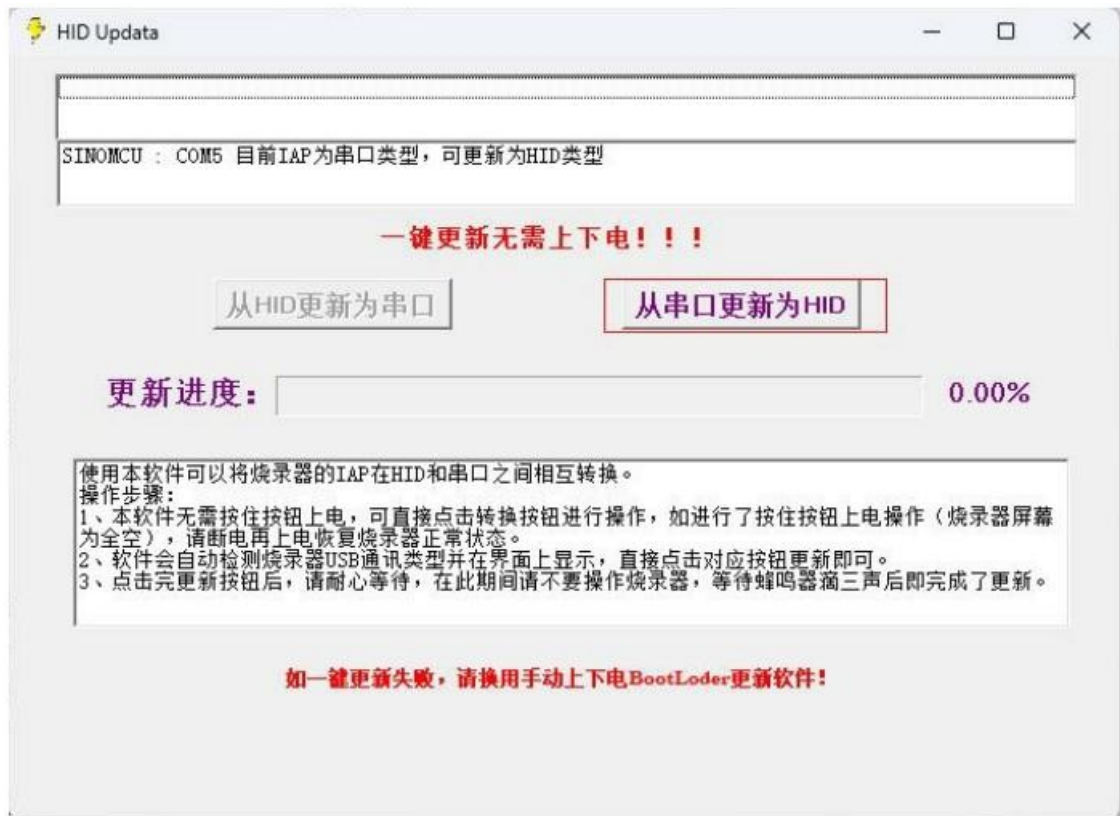 HID Updata
SINOMCU : COM5 目前IAP为串口类型，可更新为HID类型
一键更新无需上下电！！！
从HID更新为串口
从串口更新为HID
更新进度：
0.00%
使用本软件可以将烧录器的IAP在HID和串口之间相互转换。
操作步骤：
1、本软件无需按住按钮上电，可直接点击转换按钮进行操作，如进行了按住按钮上电操作（烧录器屏幕
为全空），请断电再上电恢复烧录器正常状态。
2、软件会自动检测烧录器USB通讯类型并在界面上显示，直接点击对应按钮更新即可。
3、点击完更新按钮后，请耐心等待，在此期间请不要操作烧录器，等待蜂鸣器滴三声后即完成了更新。
如一键更新失败，请换用手动上下电BootLoder更新软件！